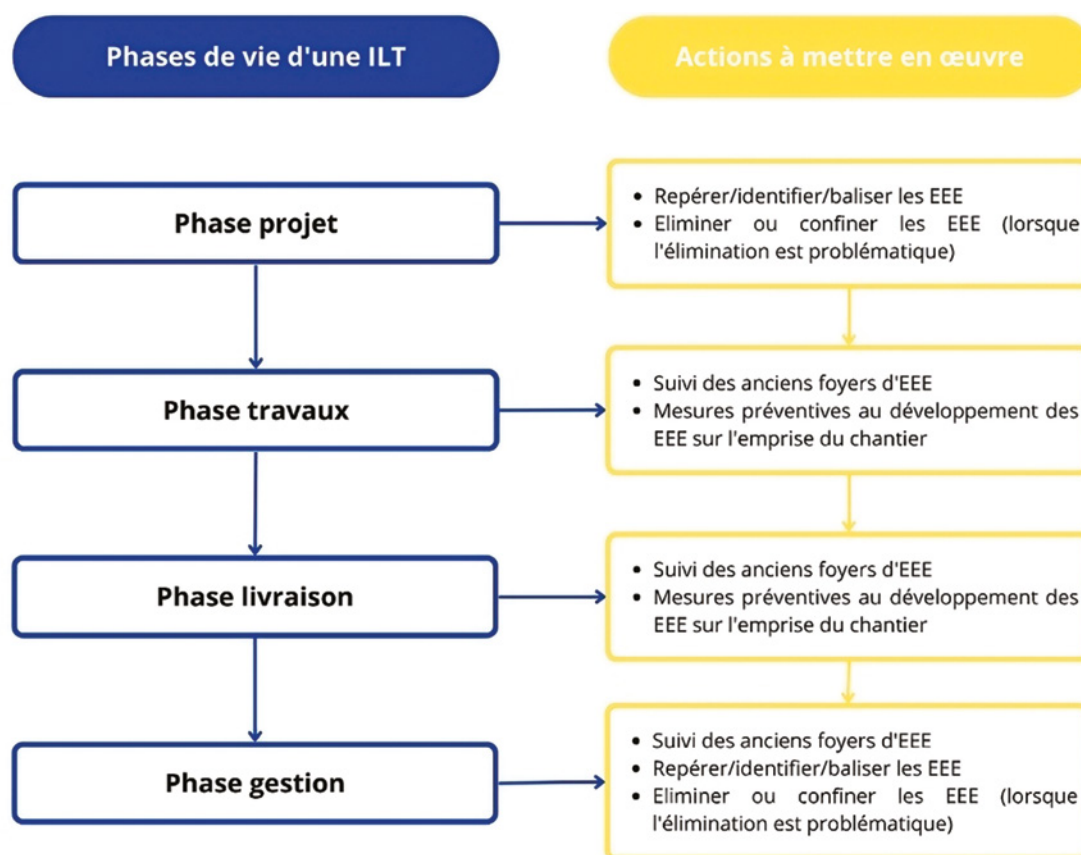 Phases de vie d'une ILT
Actions à mettre en œuvre
Phase projet
• Repérer/identifier/baliser les EEE
• Eliminer ou confiner les EEE (lorsque
l'élimination est problématique)
Phase travaux
• Suivi des anciens foyers d'EEE
• Mesures préventives au développement des
EEE sur l'emprise du chantier
Phase livraison
• Suivi des anciens foyers d'EEE
• Mesures préventives au développement des
EEE sur l'emprise du chantier
Phase gestion
• Suivi des anciens foyers d'EEE
• Repérer/identifier/baliser les EEE
• Eliminer ou confiner les EEE (lorsque
l'élimination est problématique)